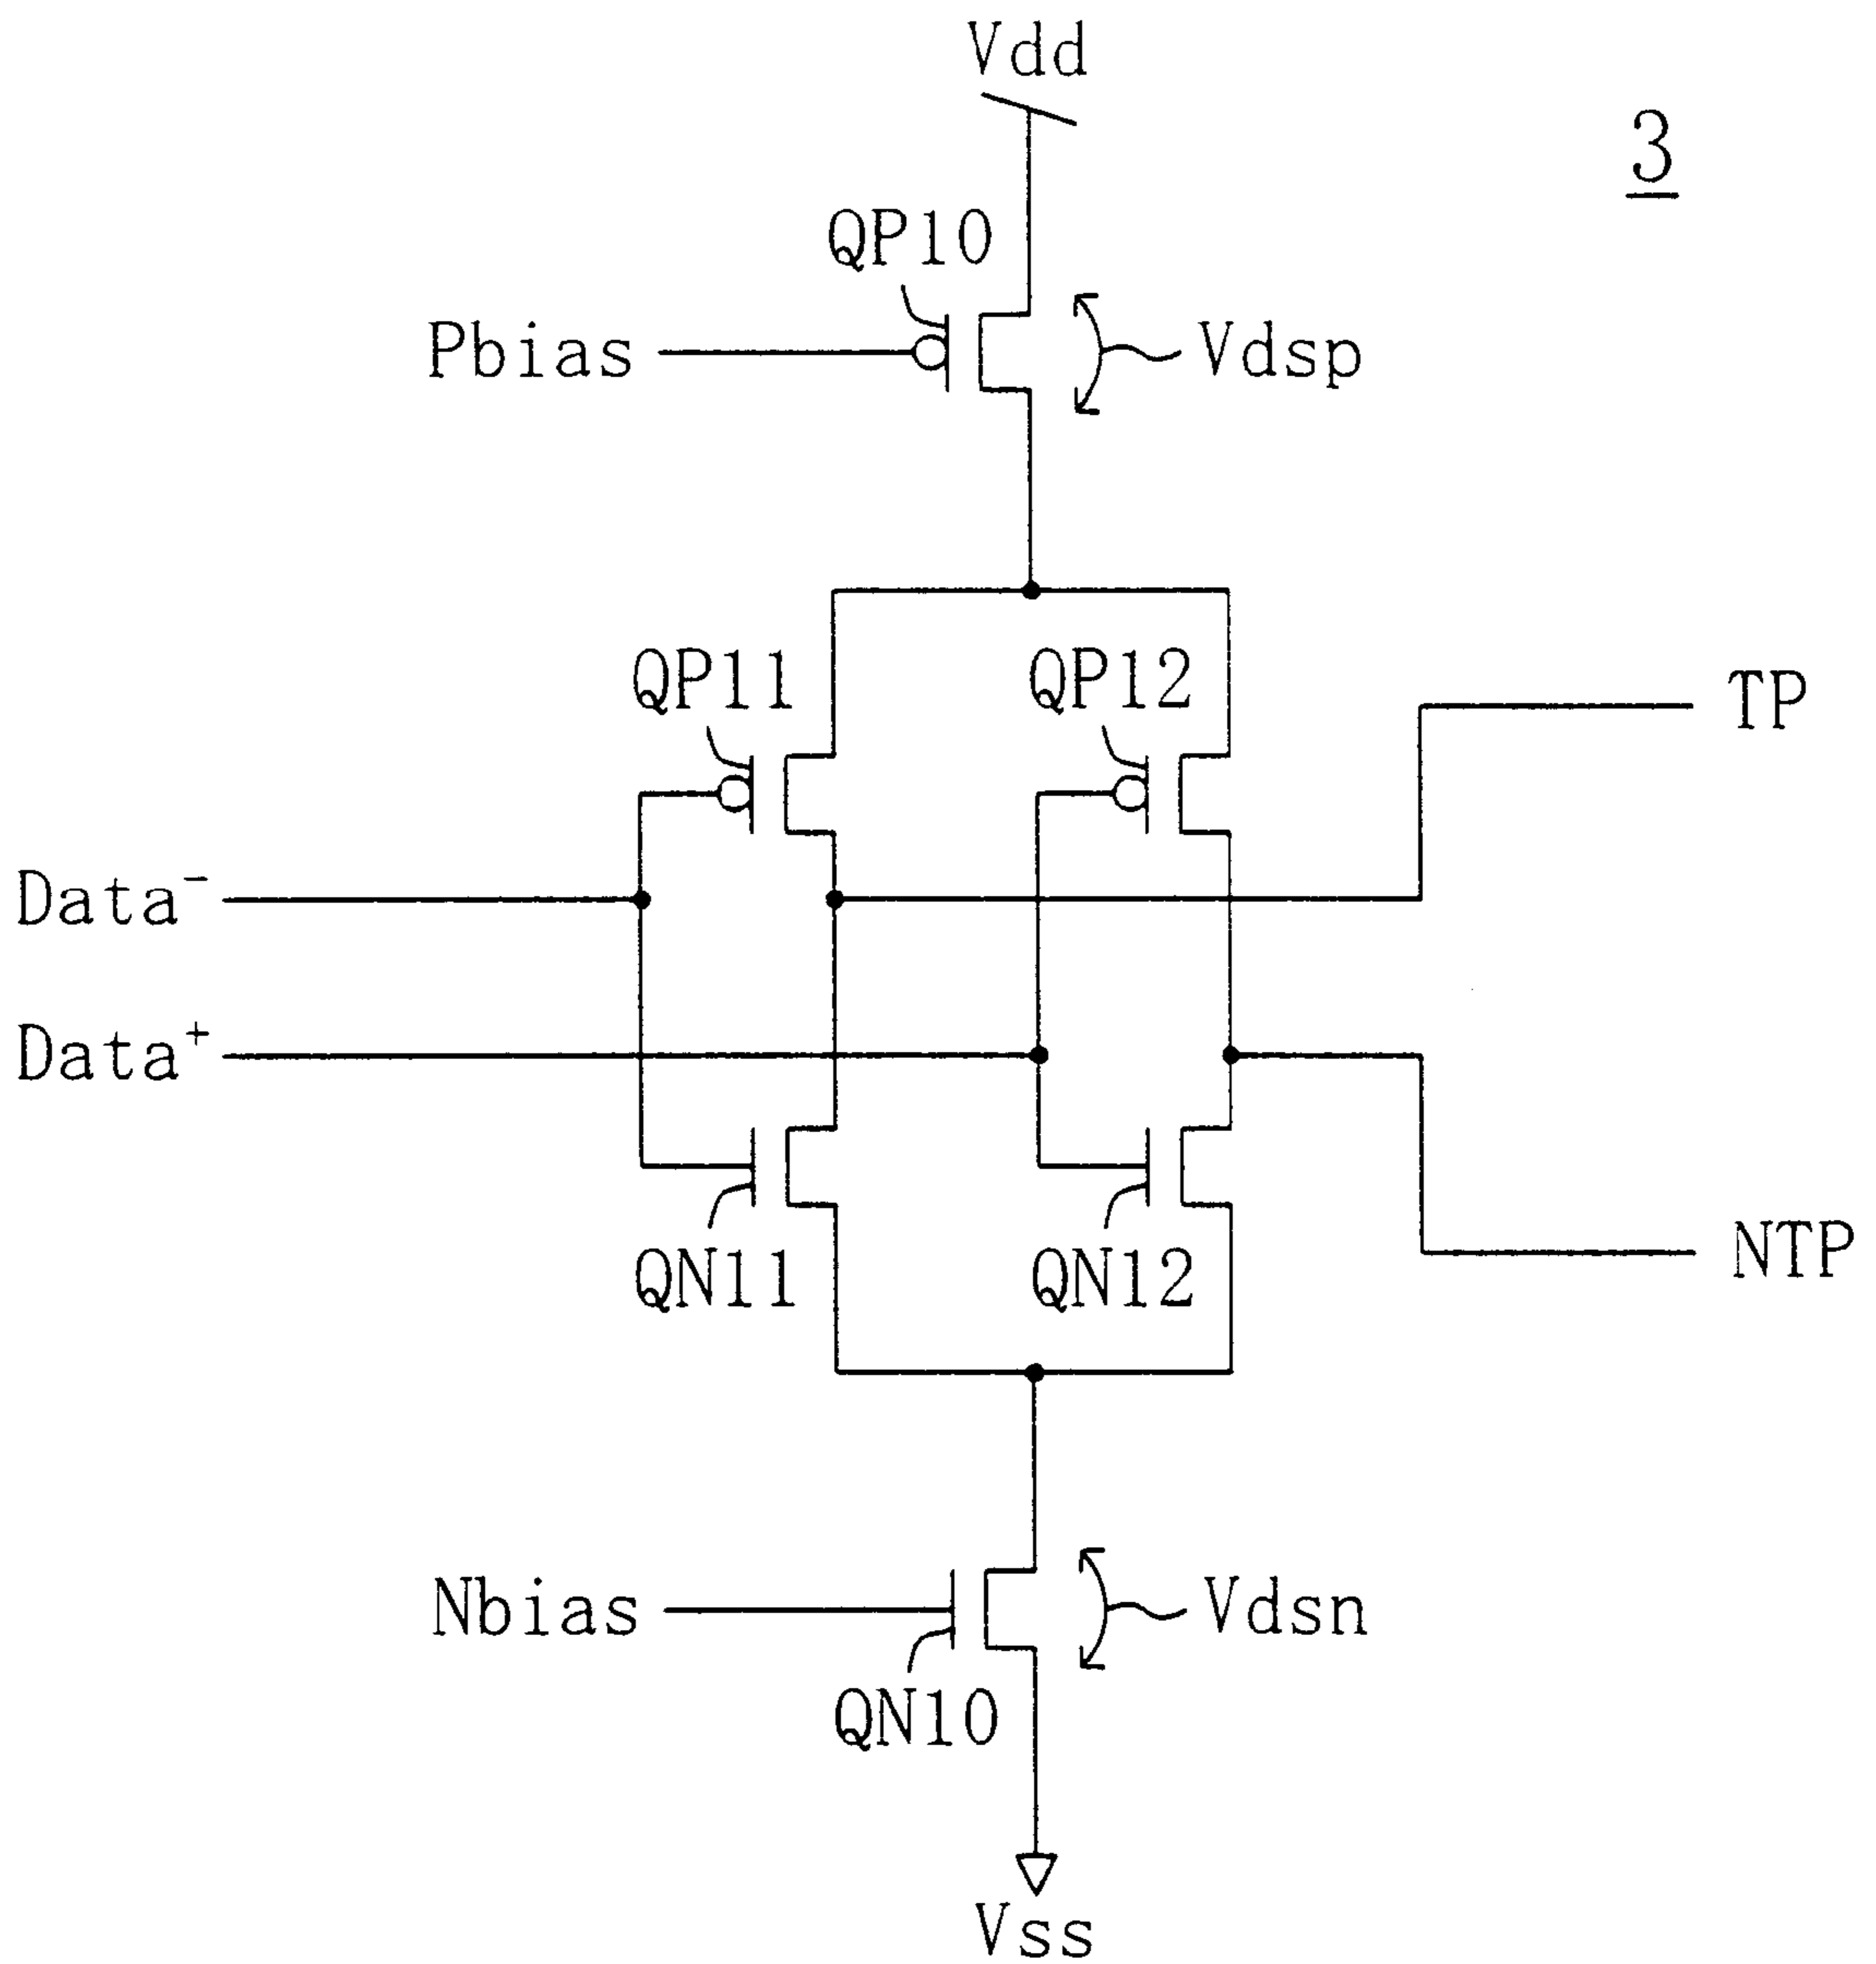 Vdd
3
QP10
Pbias
Vdsp
QP11
QP12
TP
Data⁻
Data⁺
QN11
QN12
NTP
Nbias
Vdsn
QN10
Vss